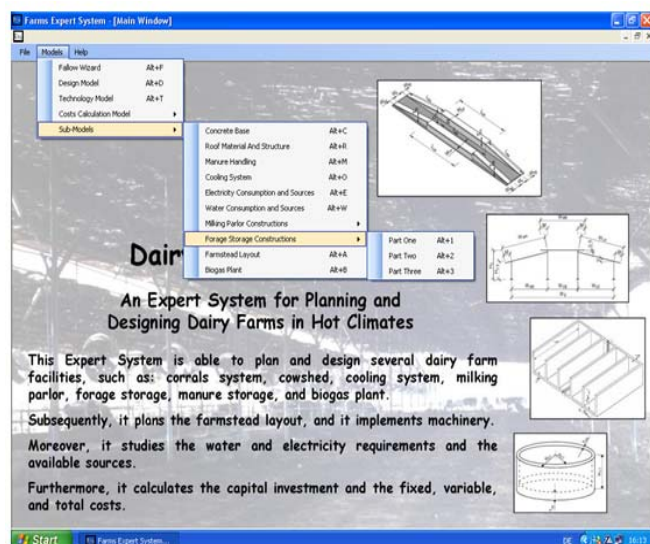 Farms Expert System - [Main Window]
File Models Help
Fallow Wizard Alt+F
Design Model Alt+D
Technology Model Alt+T
Costs Calculation Model
Sub-Models
Concrete Base Alt+C
Roof Material And Structure Alt+R
Manure Handling Alt+M
Cooling System Alt+O
Electricity Consumption and Sources Alt+E
Water Consumption and Sources Alt+W
Milking Parlor Constructions
Forage Storage Constructions
Farmstead Layout Alt+A
Biogas Plant Alt+B
Part One Alt+1
Part Two Alt+2
Part Three Alt+3
Dair
An Expert System for Planning and
Designing Dairy Farms in Hot Climates
This Expert System is able to plan and design several dairy farm
facilities, such as: corrals system, cowshed, cooling system, milking
parlor, forage storage, manure storage, and biogas plant.
Subsequently, it plans the farmstead layout, and it implements machinery.
Moreover, it studies the water and electricity requirements and the
available sources.
Furthermore, it calculates the capital investment and the fixed, variable,
and total costs.
Start Farms Expert System... DE 16:13